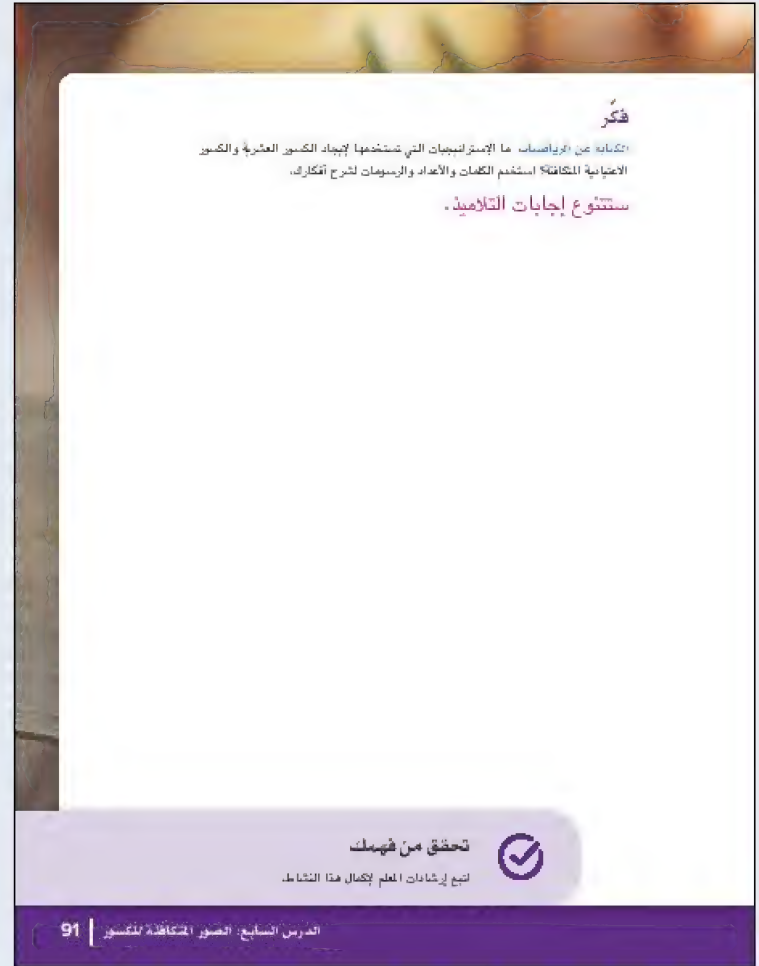 فكّر
الكتابة عن الرياضيات ما الإستراتيجيات التي تستخدمها لإيجاد الكسور العشرية والكسور
الاعتيادية المتكافئة؟ استخدم الكلمات والأعداد والرسومات لشرح أفكارك.
ستتنوع إجابات التلاميذ.
تحقق من فهمك
اتبع إرشادات المعلم لإكمال هذا النشاط.
الدرس السابع: الصور المتكافئة للكسور 91